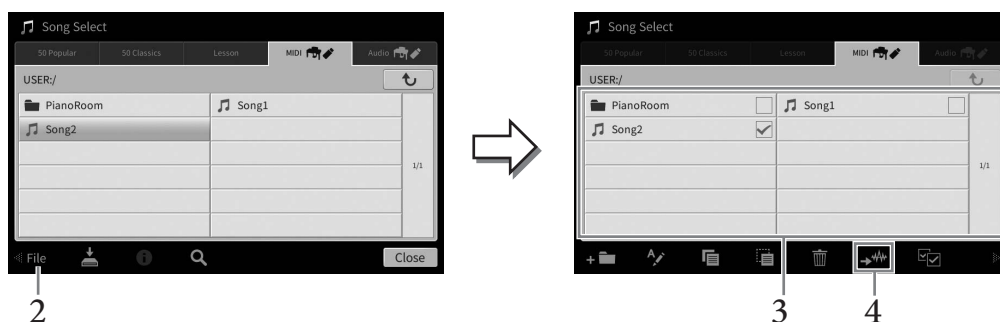 Song Select
50 Popular 50 Classics Lesson MIDI Audio
USER:/
PianoRoom Song1
Song2
1/1
File Close
2
Song Select
50 Popular 50 Classics Lesson MIDI Audio
USER:/
PianoRoom Song1
Song2
1/1
3 4